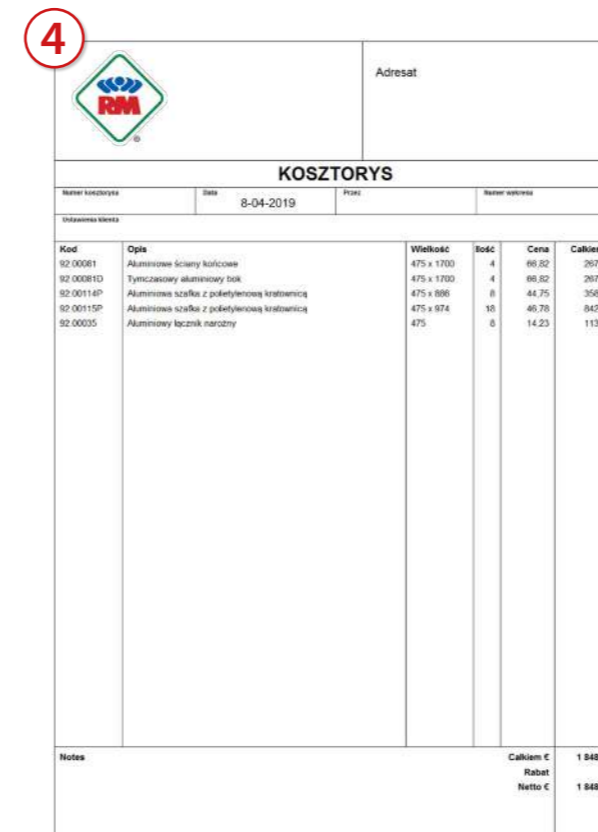 4
RM
®
Adresat
KOSZTORYS
Numer kosztorysu Data Przez Numer wykresu
8-04-2019
Ustawienia klienta
Kod Opis Wielkość Ilość Cena Całkiem
92.00081 Aluminiowe ściany końcowe 475 x 1700 4 66,82 267
92.00081D Tymczasowy aluminiowy bok 475 x 1700 4 66,82 267
92.00114P Aluminiowa szafka z polietylenową kratownicą 475 x 886 8 44,75 358
92.00115P Aluminiowa szafka z polietylenową kratownicą 475 x 974 18 46,78 842
92.00035 Aluminiowy łącznik narożny 475 8 14,23 113
Notes Całkiem € 1 848
Rabat
Netto € 1 848